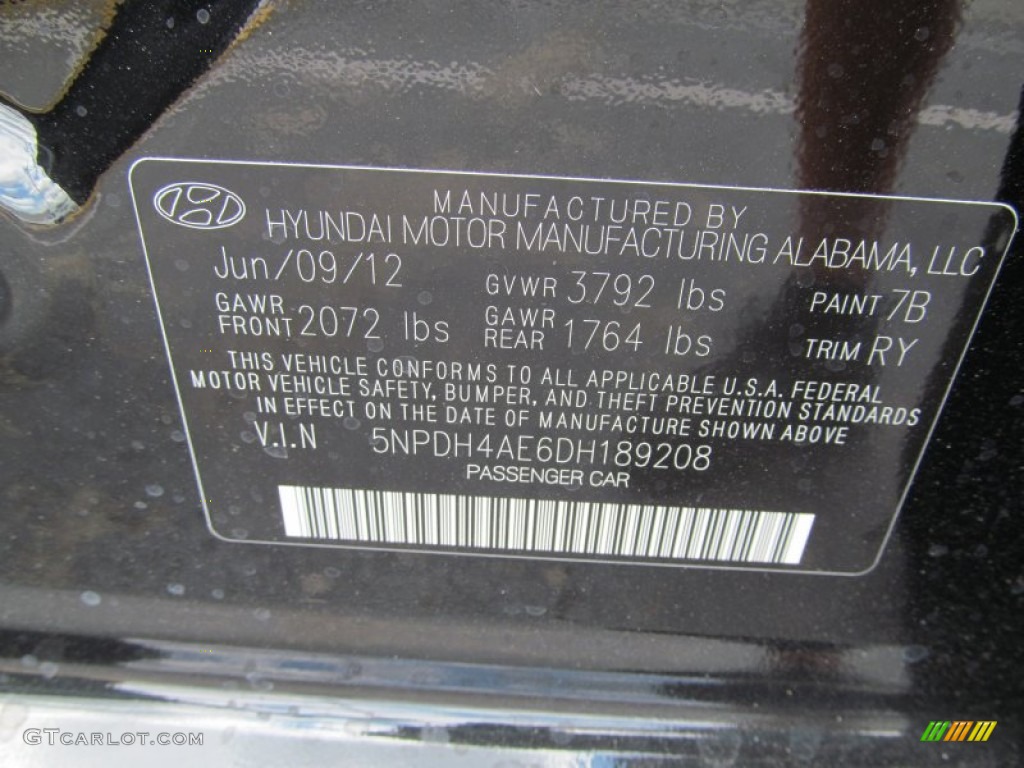 MANUFACTURED BY
HYUNDAI MOTOR MANUFACTURING ALABAMA, LLC
Jun/09/12 GVWR 3792 lbs PAINT 7B
GAWR FRONT 2072 lbs GAWR REAR 1764 lbs TRIM RY
THIS VEHICLE CONFORMS TO ALL APPLICABLE U.S.A. FEDERAL
MOTOR VEHICLE SAFETY, BUMPER, AND THEFT PREVENTION STANDARDS
IN EFFECT ON THE DATE OF MANUFACTURE SHOWN ABOVE
V.I.N 5NPDH4AE6DH189208
PASSENGER CAR
GTCARLOT.COM